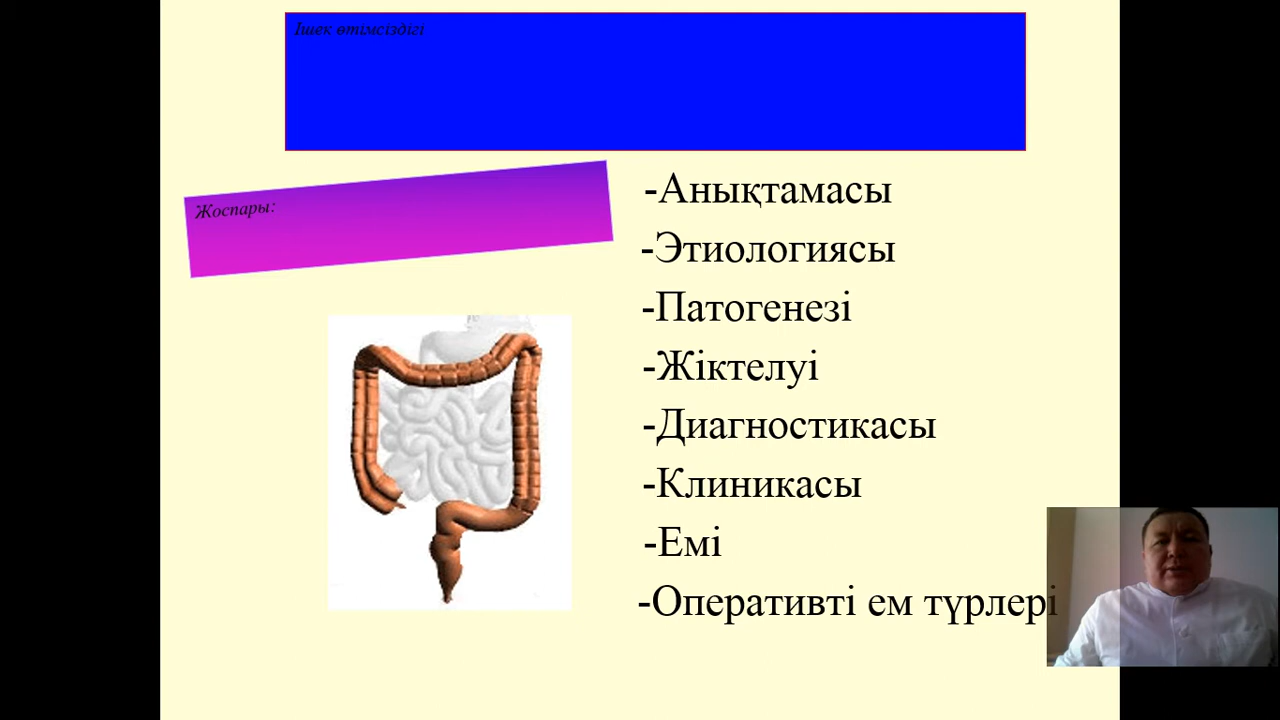 Ішек өтімсіздігі
Жоспары:
-Анықтамасы
-Этиологиясы
-Патогенезі
-Жіктелуі
-Диагностикасы
-Клиникасы
-Емі
-Оперативті ем түрлері